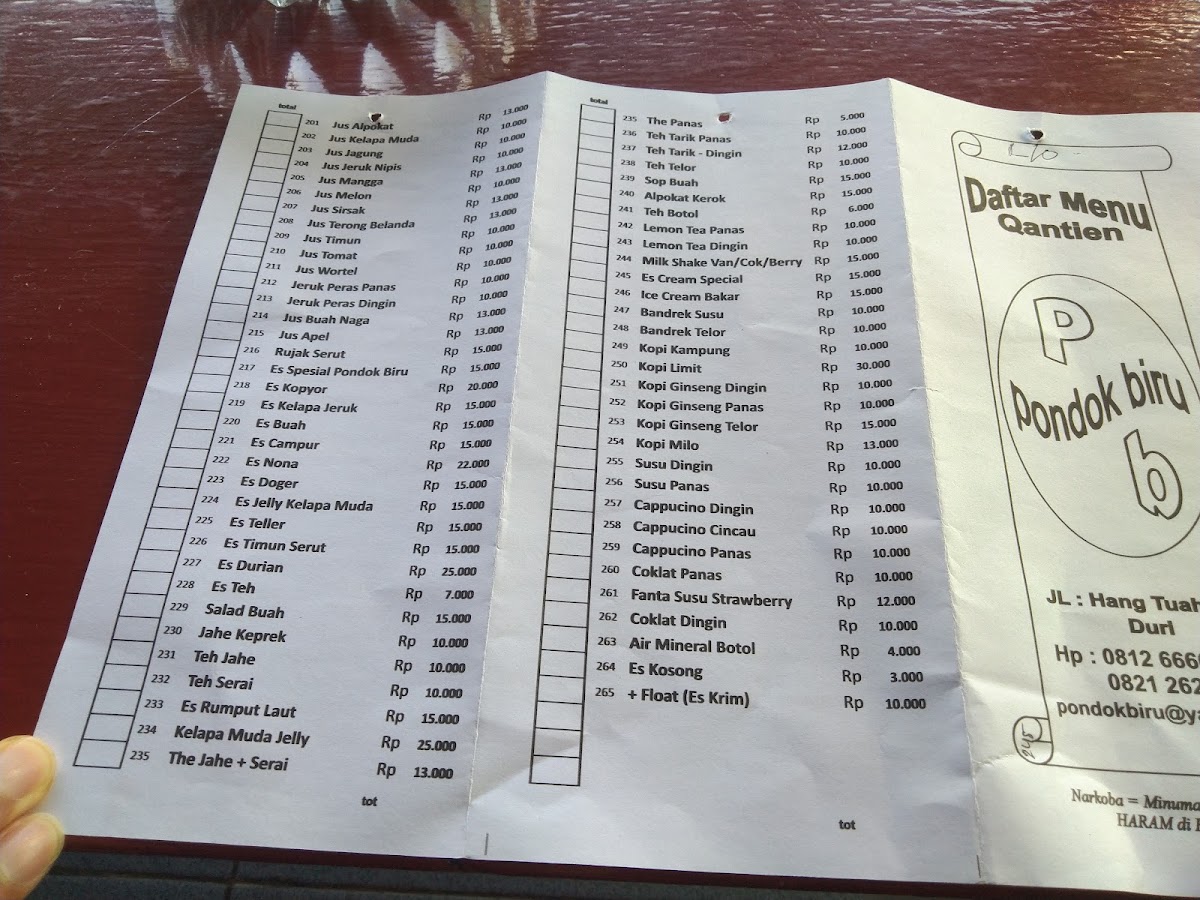 total
201 Jus Alpokat Rp 13.000
202 Jus Kelapa Muda Rp 10.000
203 Jus Jagung Rp 10.000
204 Jus Jeruk Nipis Rp 10.000
205 Jus Mangga Rp 13.000
206 Jus Melon Rp 10.000
207 Jus Sirsak Rp 13.000
208 Jus Terong Belanda Rp 13.000
209 Jus Timun Rp 10.000
210 Jus Tomat Rp 10.000
211 Jus Wortel Rp 10.000
212 Jeruk Peras Panas Rp 10.000
213 Jeruk Peras Dingin Rp 10.000
214 Jus Buah Naga Rp 13.000
215 Jus Apel Rp 13.000
216 Rujak Serut Rp 15.000
217 Es Spesial Pondok Biru Rp 15.000
218 Es Kopyor Rp 20.000
219 Es Kelapa Jeruk Rp 15.000
220 Es Buah Rp 15.000
221 Es Campur Rp 15.000
222 Es Nona Rp 22.000
223 Es Doger Rp 15.000
224 Es Jelly Kelapa Muda Rp 15.000
225 Es Teller Rp 15.000
226 Es Timun Serut Rp 15.000
227 Es Durian Rp 25.000
228 Es Teh Rp 7.000
229 Salad Buah Rp 15.000
230 Jahe Keprek Rp 10.000
231 Teh Jahe Rp 10.000
232 Teh Serai Rp 10.000
233 Es Rumput Laut Rp 15.000
234 Kelapa Muda Jelly Rp 25.000
235 The Jahe + Serai Rp 13.000
tot
total
235 The Panas Rp 5.000
236 Teh Tarik Panas Rp 10.000
237 Teh Tarik - Dingin Rp 12.000
238 Teh Telor Rp 10.000
239 Sop Buah Rp 15.000
240 Alpokat Kerok Rp 15.000
241 Teh Botol Rp 6.000
242 Lemon Tea Panas Rp 10.000
243 Lemon Tea Dingin Rp 10.000
244 Milk Shake Van/Cok/Berry Rp 15.000
245 Es Cream Special Rp 15.000
246 Ice Cream Bakar Rp 15.000
247 Bandrek Susu Rp 10.000
248 Bandrek Telor Rp 10.000
249 Kopi Kampung Rp 10.000
250 Kopi Limit Rp 30.000
251 Kopi Ginseng Dingin Rp 10.000
252 Kopi Ginseng Panas Rp 10.000
253 Kopi Ginseng Telor Rp 15.000
254 Kopi Milo Rp 13.000
255 Susu Dingin Rp 10.000
256 Susu Panas Rp 10.000
257 Cappucino Dingin Rp 10.000
258 Cappucino Cincau Rp 10.000
259 Cappucino Panas Rp 10.000
260 Coklat Panas Rp 10.000
261 Fanta Susu Strawberry Rp 12.000
262 Coklat Dingin Rp 10.000
263 Air Mineral Botol Rp 4.000
264 Es Kosong Rp 3.000
265 + Float (Es Krim) Rp 10.000
tot
Daftar Menu
Qantien
P
Pondok biru
b
JL : Hang Tuah
Duri
Hp : 0812 666
0821 262
pondokbiru@y
Narkoba = Minuma
HARAM di